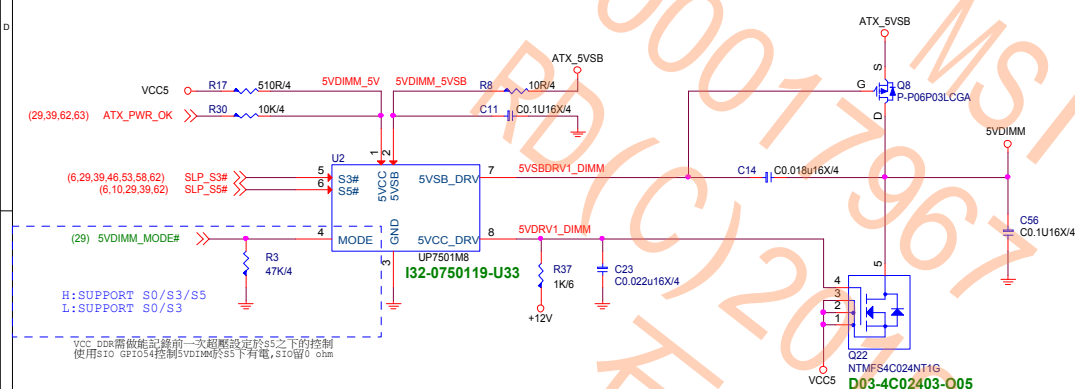 D
ATX_5VSB
ATX_5VSB
VCC5
R17
510R/4
5VDIMM_5V
5VDIMM_5VSB
R8
10R/4
S
G
Q8
P-P06P03LCGA
D
(29,39,62,63)
ATX_PWR_OK
R30
10K/4
C11
C0.1U16X/4
5VDIMM
U2
1
2
5VCC
5VSB
(6,29,39,46,53,58,62)
SLP_S3#
5
S3#
5VSB_DRV
7
5VSBDRV1_DIMM
C14
C0.018u16X/4
(6,10,29,39,62)
SLP_S5#
6
S5#
C56
C0.1U16X/4
(29)
5VDIMM_MODE#
4
MODE
GND
3
5VCC_DRV
8
5VDRV1_DIMM
UP7501M8
I32-0750119-U33
R3
47K/4
R37
1K/6
C23
C0.022u16X/4
+12V
5
4
3
2
1
H:SUPPORT S0/S3/S5
L:SUPPORT S0/S3
VCC_DDR需做能記錄前一次超壓設定於S5之下的控制
使用SIO GPIO54控制5VDIMM於S5下有電,SIO留0 ohm
Q22
NTMFS4C024NT1G
VCC5
D03-4C02403-O05
MSI
000017967
RD(C)